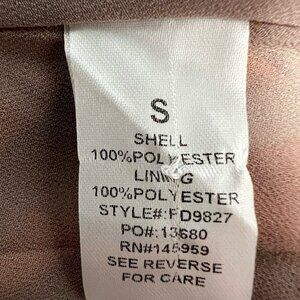 S
SHELL
100%POLYESTER
LINING
100%POLYESTER
STYLE#:FD9827
PO#:13680
RN#145959
SEE REVERSE
FOR CARE